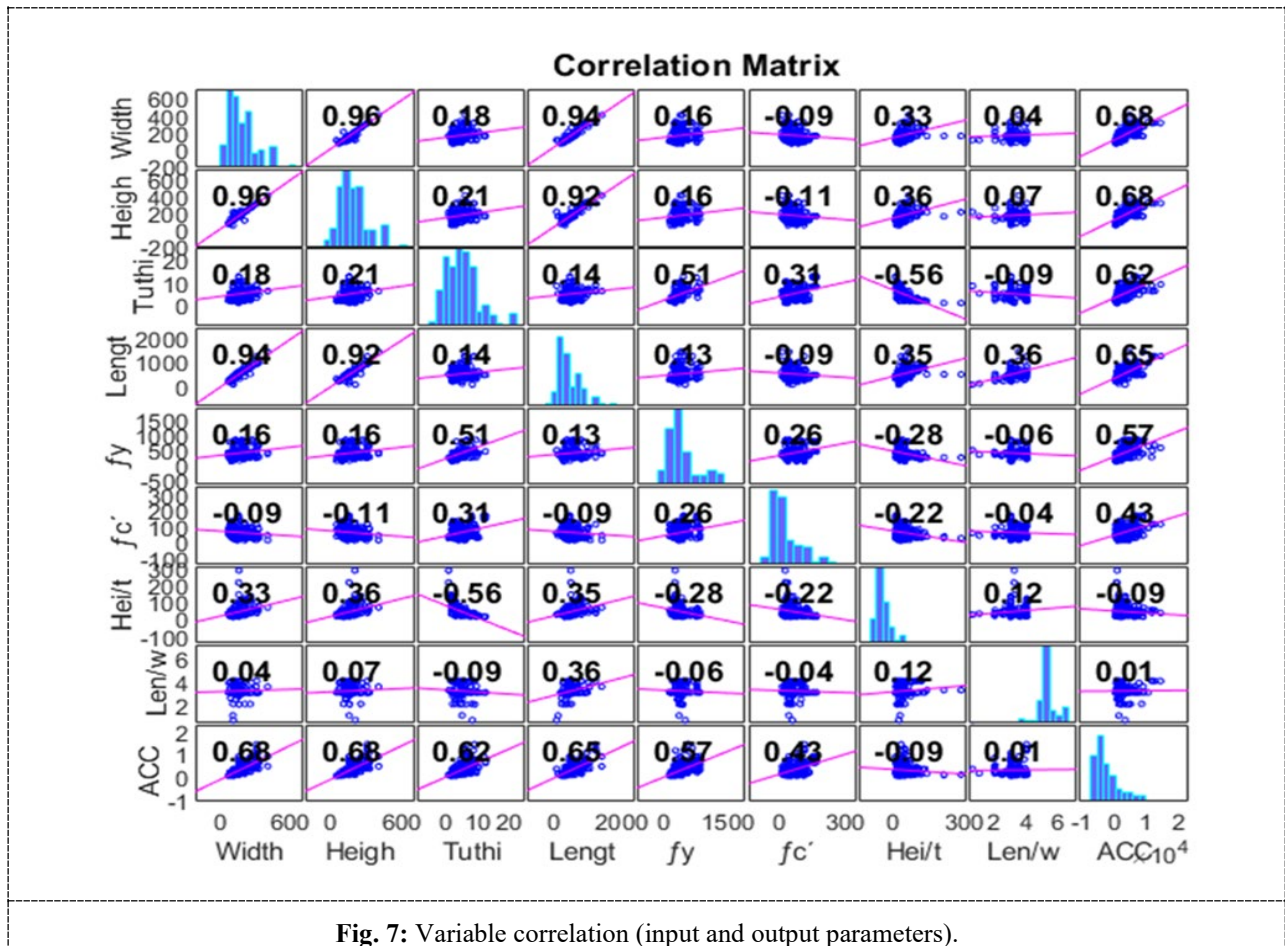 Correlation Matrix
Width 600 400 200 0 -200 0.96 0.18 0.94 0.16 -0.09 0.33 0.04 0.68
Heigh 600 400 200 0 -200 0.96 0.21 0.92 0.16 -0.11 0.36 0.07 0.68
Tuthi 20 10 0 0.18 0.21 0.14 0.51 0.31 -0.56 -0.09 0.62
Lengt 2000 1000 0 0.94 0.92 0.14 0.13 -0.09 0.35 0.36 0.65
ƒy 1500 1000 500 0 -500 0.16 0.16 0.51 0.13 0.26 -0.28 -0.06 0.57
ƒc´ 300 200 100 0 -100 -0.09 -0.11 0.31 -0.09 0.26 -0.22 -0.04 0.43
Hei/t 300 200 100 0 -100 0.33 0.36 -0.56 0.35 -0.28 -0.22 0.12 -0.09
Len/w 6 4 2 0.04 0.07 -0.09 0.36 -0.06 -0.04 0.12 0.01
ACC 2 1 0 -1 0.68 0.68 0.62 0.65 0.57 0.43 -0.09 0.01
0 600 0 600 0 10 20 0 2000 0 1500 0 300 0 300 2 4 6 -1 0 1 2
Width Heigh Tuthi Lengt ƒy ƒc´ Hei/t Len/w ACC ×10⁴
Fig. 7: Variable correlation (input and output parameters).